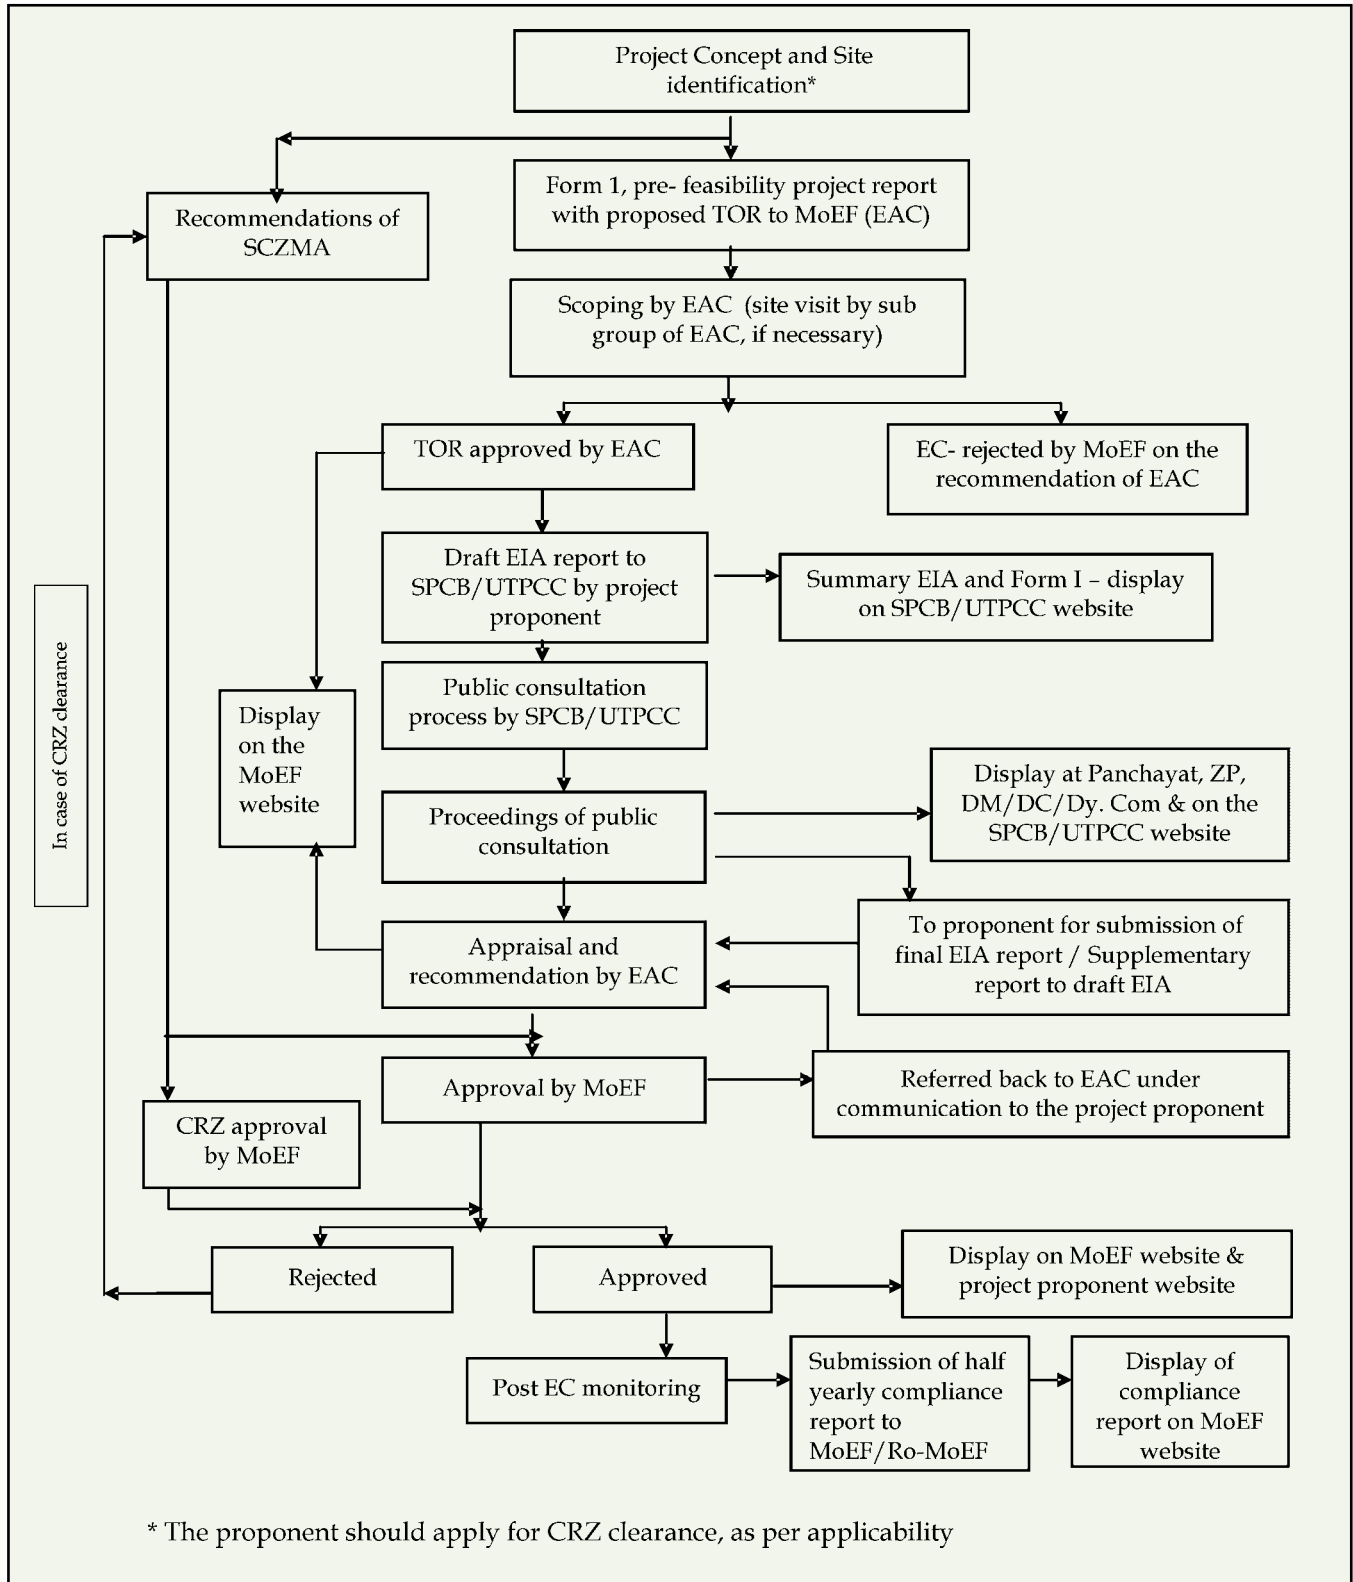 Project Concept and Site
identification*
Form 1, pre- feasibility project report
with proposed TOR to MoEF (EAC)
Recommendations of
SCZMA
Scoping by EAC (site visit by sub
group of EAC, if necessary)
TOR approved by EAC
EC- rejected by MoEF on the
recommendation of EAC
Draft EIA report to
SPCB/UTPCC by project
proponent
Summary EIA and Form I – display
on SPCB/UTPCC website
In case of CRZ clearance
Public consultation
process by SPCB/UTPCC
Display
on the
MoEF
website
Proceedings of public
consultation
Display at Panchayat, ZP,
DM/DC/Dy. Com & on the
SPCB/UTPCC website
Appraisal and
recommendation by EAC
To proponent for submission of
final EIA report / Supplementary
report to draft EIA
Approval by MoEF
Referred back to EAC under
communication to the project proponent
CRZ approval
by MoEF
Rejected
Approved
Display on MoEF website &
project proponent website
Post EC monitoring
Submission of half
yearly compliance
report to
MoEF/Ro-MoEF
Display of
compliance
report on MoEF
website
* The proponent should apply for CRZ clearance, as per applicability